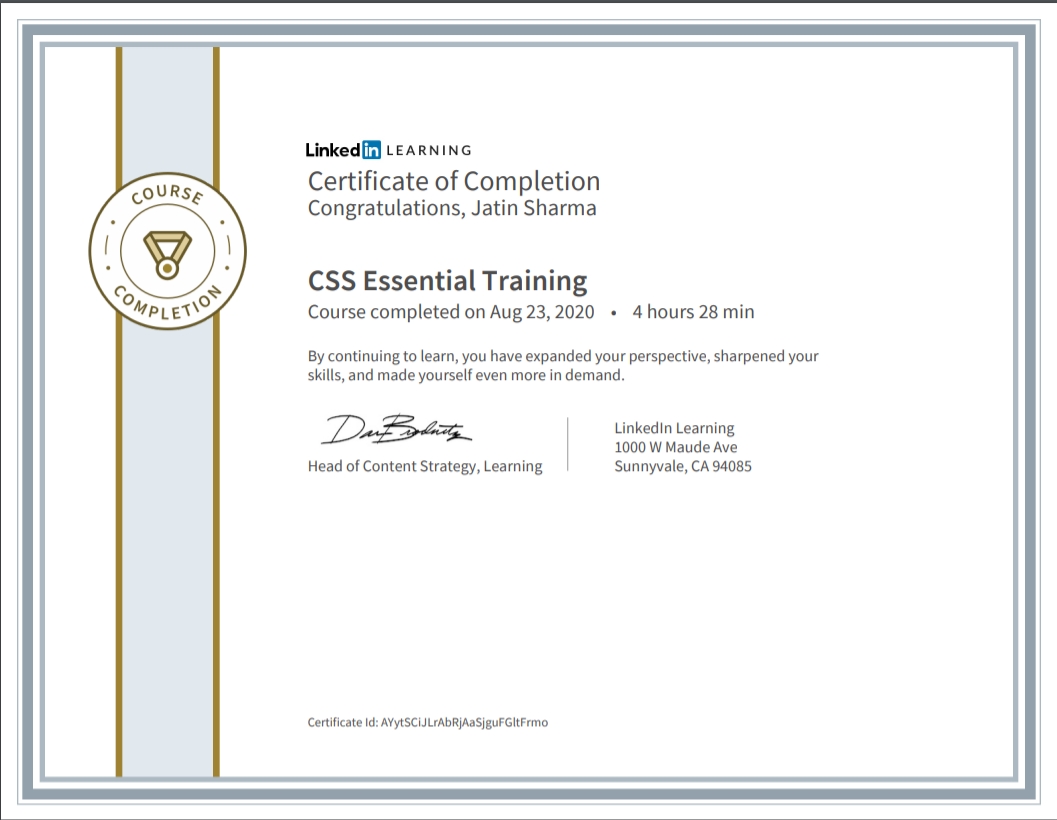 COURSE
COMPLETION
Linkedin LEARNING
Certificate of Completion
Congratulations, Jatin Sharma
CSS Essential Training
Course completed on Aug 23, 2020 • 4 hours 28 min
By continuing to learn, you have expanded your perspective, sharpened your
skills, and made yourself even more in demand.
Head of Content Strategy, Learning
LinkedIn Learning
1000 W Maude Ave
Sunnyvale, CA 94085
Certificate Id: AYytSCiJLrAbRjAaSjguFGltFrmo